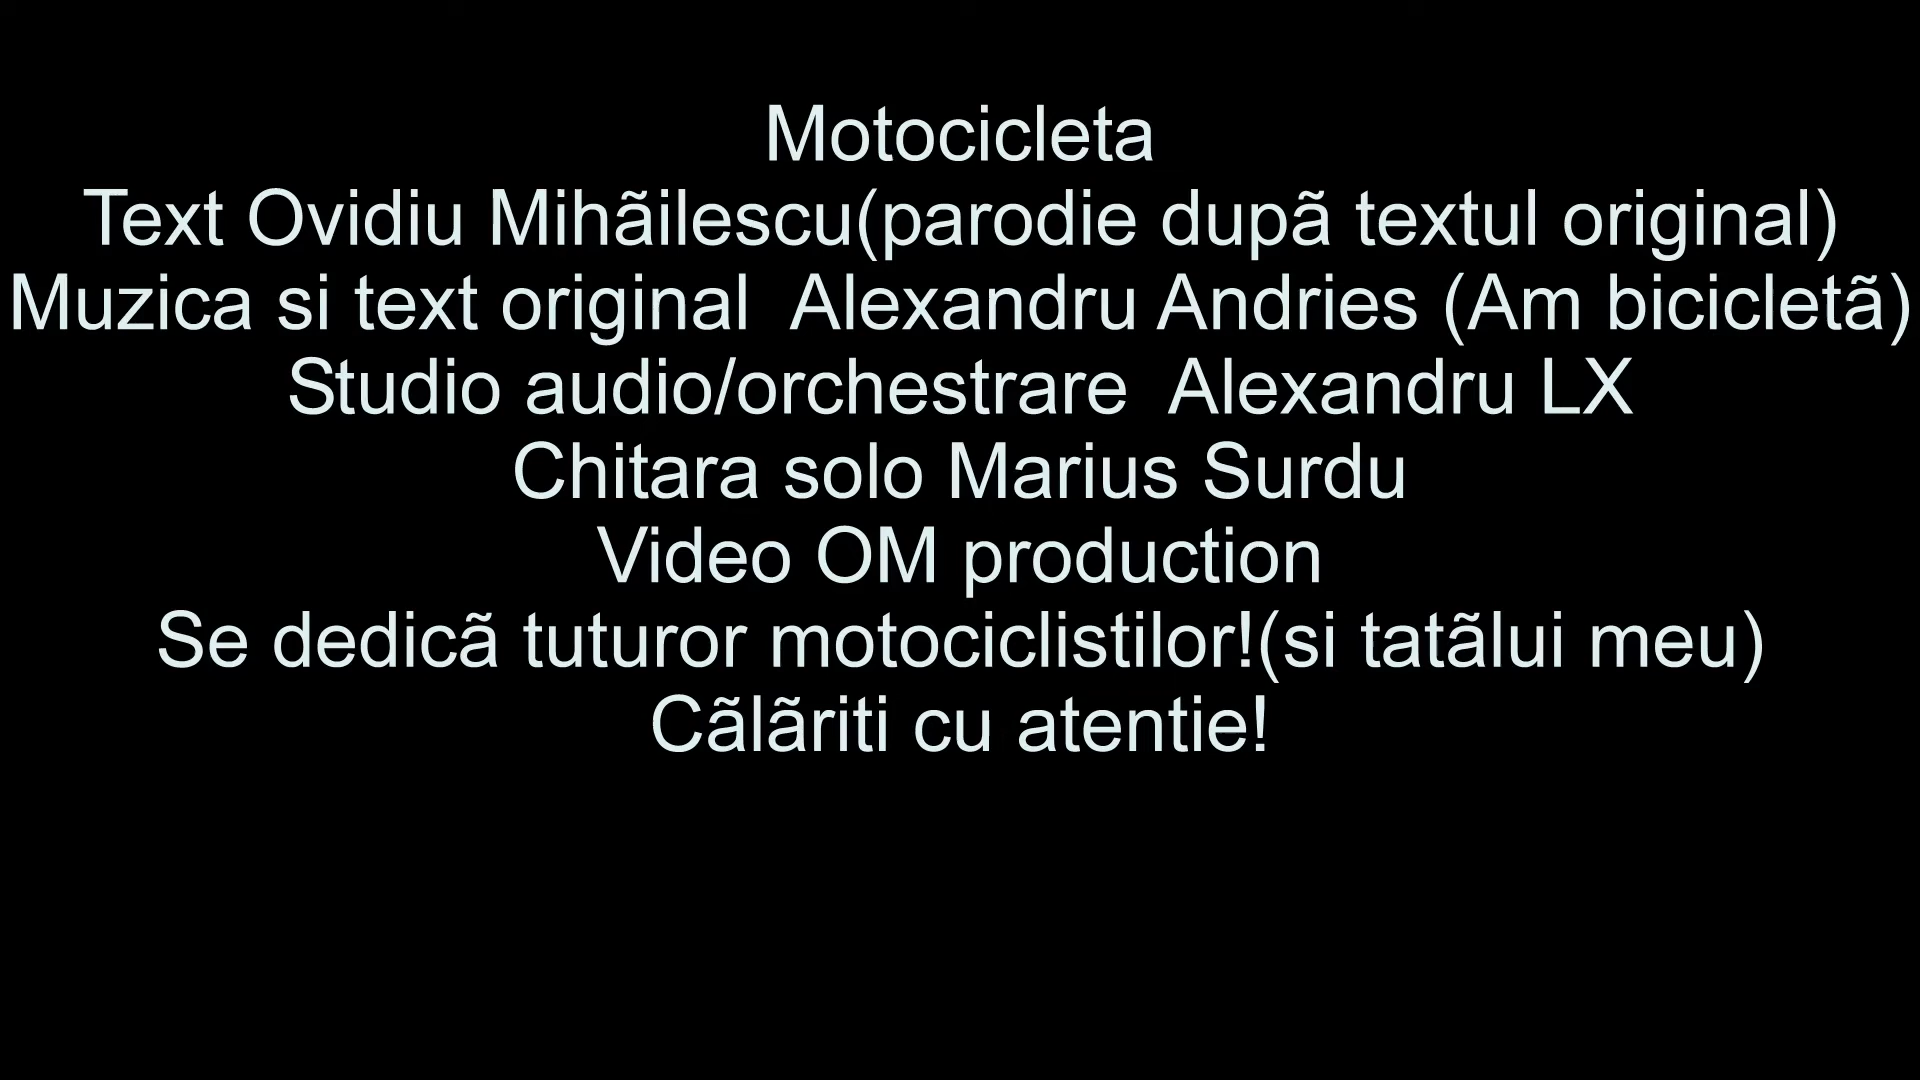 Motocicleta
Text Ovidiu Mihãilescu(parodie dupã textul original)
Muzica si text original  Alexandru Andries (Am bicicletã)
Studio audio/orchestrare  Alexandru LX
Chitara solo Marius Surdu
Video OM production
Se dedicã tuturor motociclistilor!(si tatãlui meu)
Cãlãriti cu atentie!